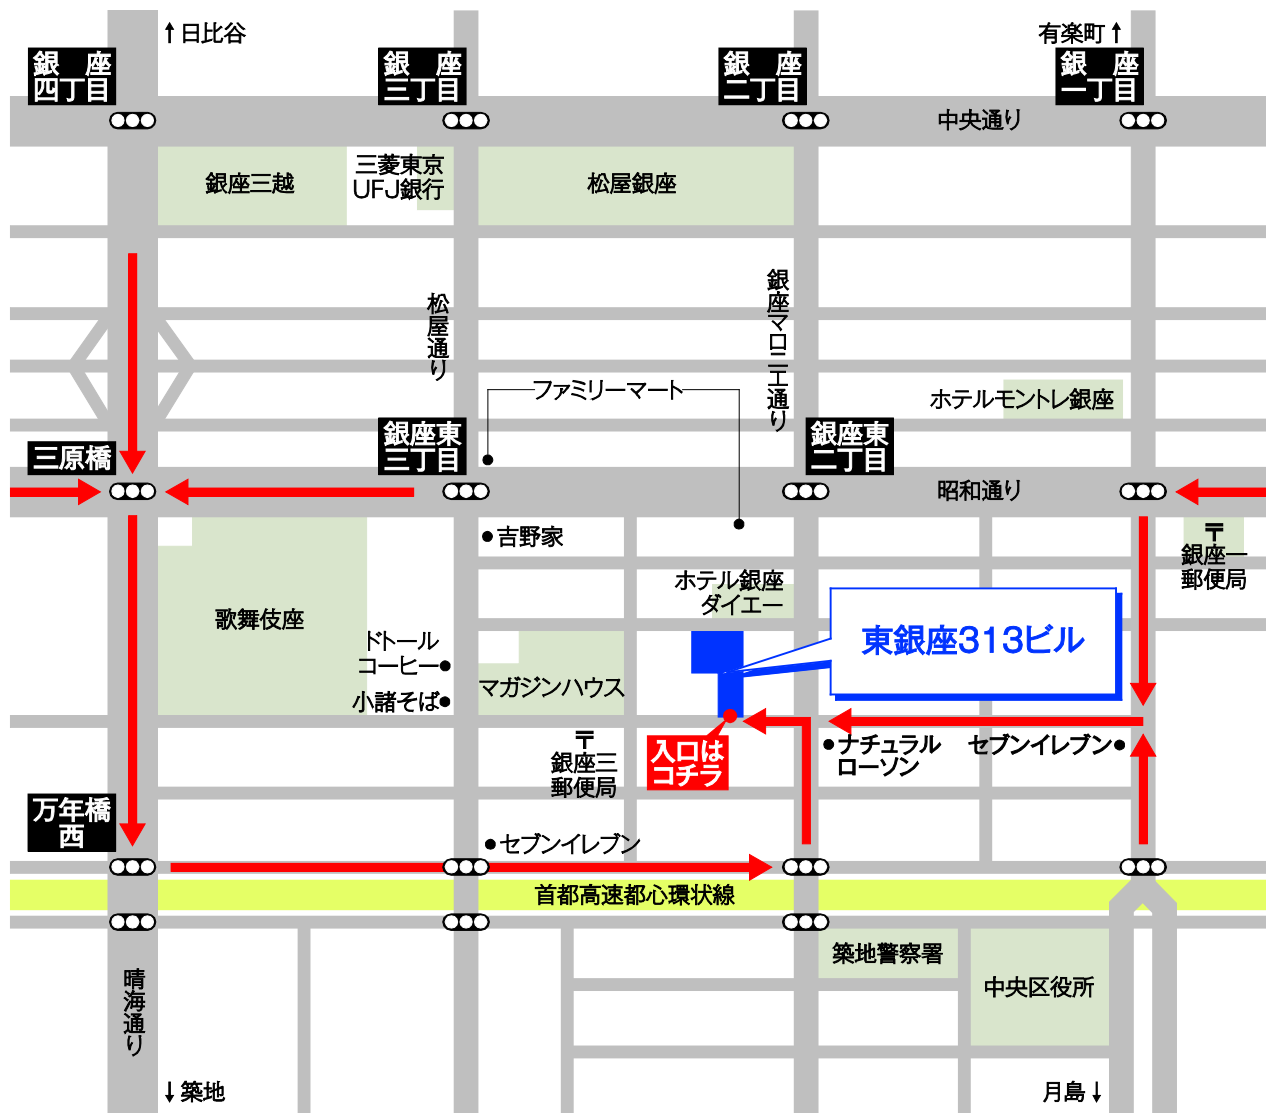 ↑日比谷
有楽町↑
銀座
四丁目
銀座
三丁目
銀座
二丁目
銀座
一丁目
中央通り
銀座三越
三菱東京
UFJ銀行
松屋銀座
松屋通り
銀座マロニエ通り
ファミリーマート
ホテルモントレ銀座
三原橋
銀座東
三丁目
銀座東
二丁目
昭和通り
吉野家
〒
銀座一
郵便局
ホテル銀座
ダイエー
歌舞伎座
東銀座313ビル
ドトール
コーヒー
小諸そば
マガジンハウス
〒
銀座三
郵便局
入口は
コチラ
ナチュラル
ローソン
セブンイレブン
万年橋
西
セブンイレブン
首都高速都心環状線
築地警察署
中央区役所
晴海通り
↓築地
月島↓